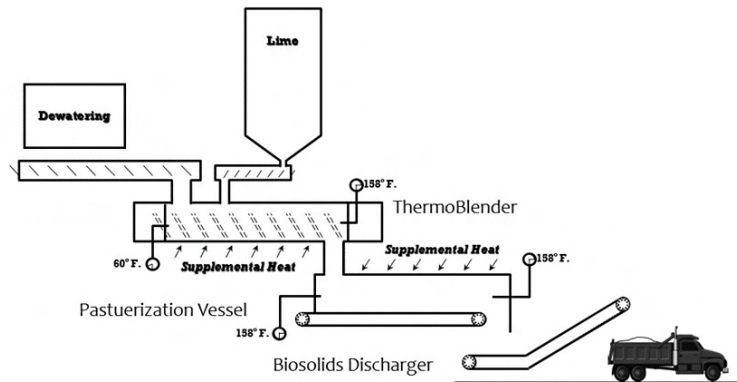 Lime
Dewatering
158° F.
ThermoBlender
60° F.
Supplemental Heat
Supplemental Heat
158° F.
Pastuerization Vessel
158° F.
Biosolids Discharger